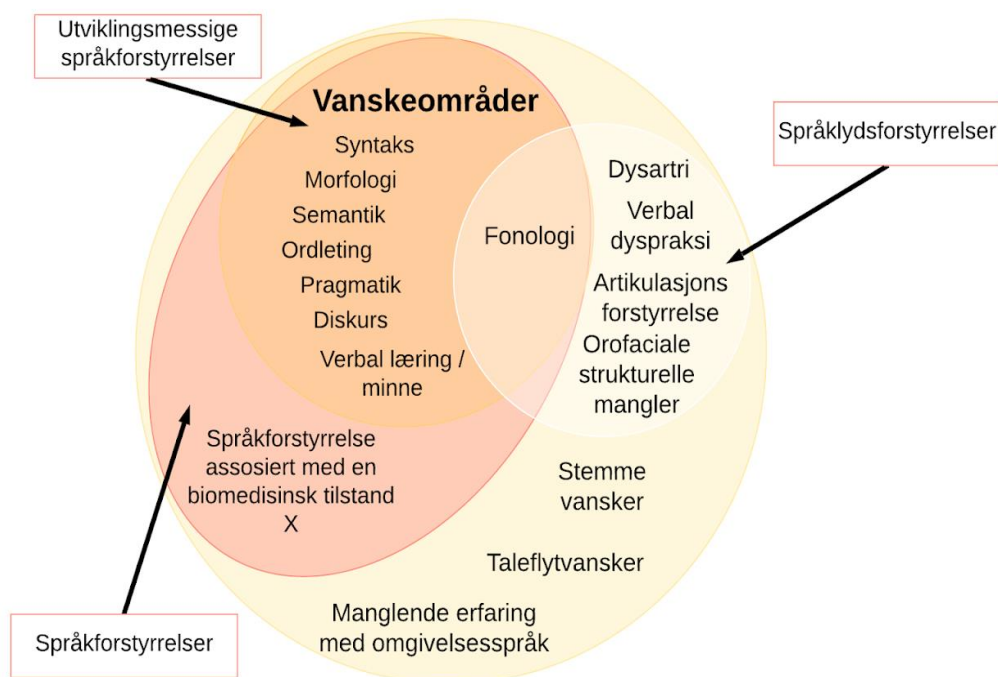 Utviklingsmessige
språkforstyrrelser
Vanskeområder
Syntaks
Morfologi
Semantik
Ordleting
Pragmatik
Diskurs
Verbal læring /
minne
Fonologi
Dysartri
Verbal
dyspraksi
Artikulasjons
forstyrrelse
Orofaciale
strukturelle
mangler
Språklydsforstyrrelser
Språkforstyrrelse
assosiert med en
biomedisinsk tilstand
X
Stemme
vansker
Taleflytvansker
Manglende erfaring
med omgivelsesspråk
Språkforstyrrelser